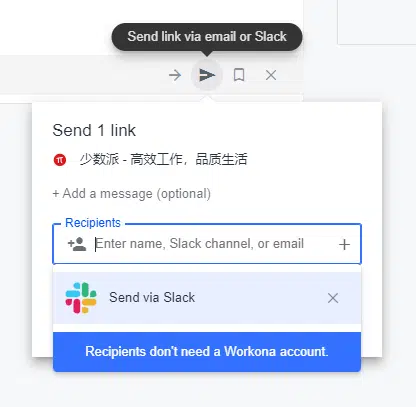 Send link via email or Slack
Send 1 link
少数派 - 高效工作，品质生活
+ Add a message (optional)
Recipients
Enter name, Slack channel, or email
Send via Slack
Recipients don't need a Workona account.